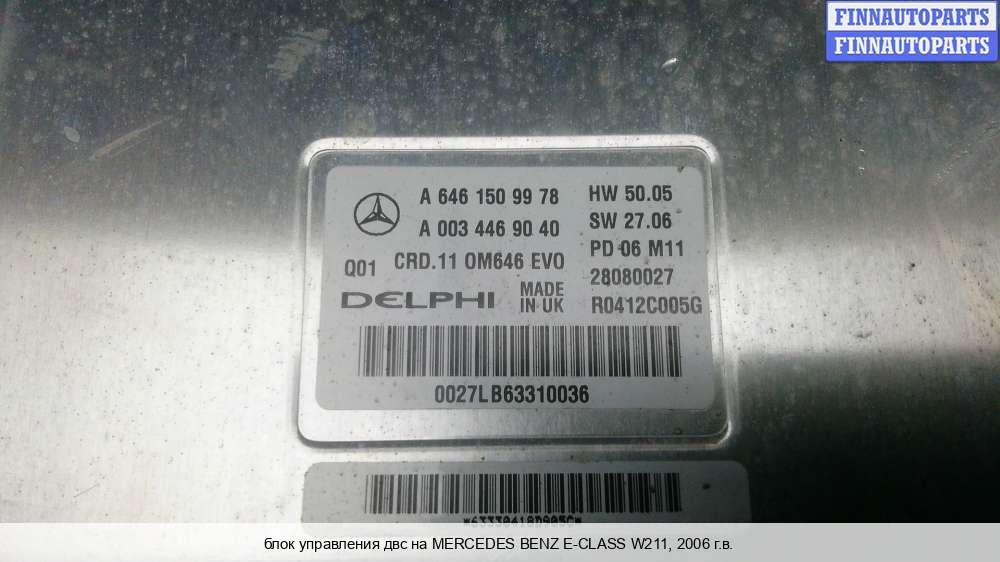 FINNAUTOPARTS
FINNAUTOPARTS
A 646 150 99 78 HW 50.05
A 003 446 90 40 SW 27.06
Q01 CRD.11 OM646 EVO PD 06 M11
28080027
DELPHI MADE IN UK R0412C005G
0027LB63310036
блок управления двс на MERCEDES BENZ E-CLASS W211, 2006 г.в.